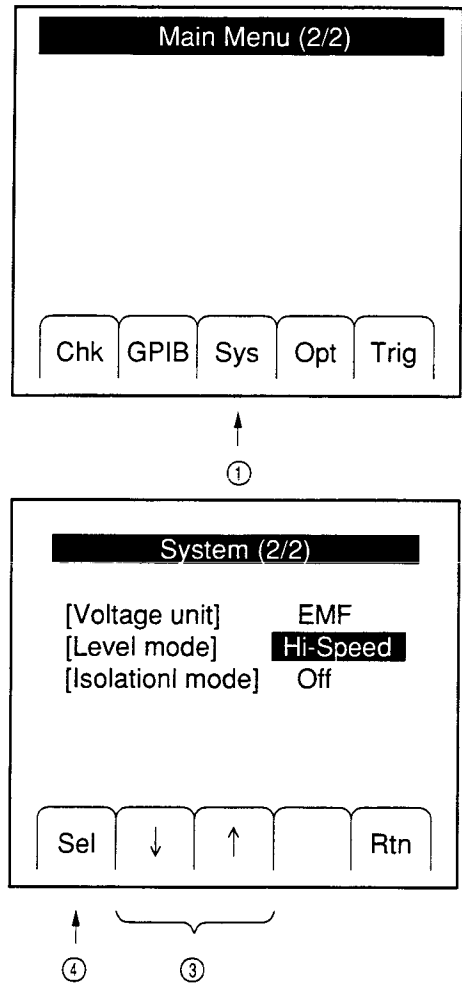 Main Menu (2/2)
Chk GPIB Sys Opt Trig
↑
①
System (2/2)
[Voltage unit] EMF
[Level mode] Hi-Speed
[Isolationl mode] Off
Sel ↓ ↑ Rtn
④ ③